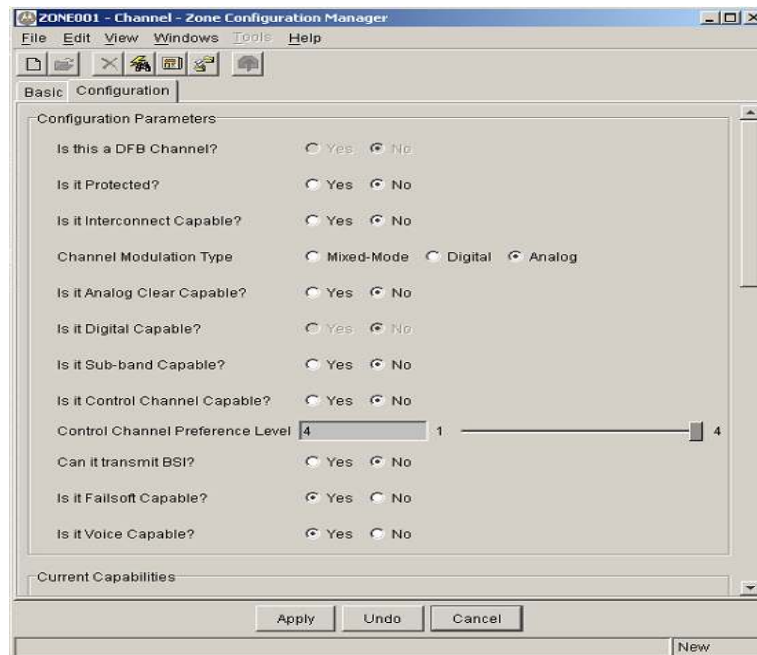 ZONE001 - Channel - Zone Configuration Manager
File Edit View Windows Tools Help
Basic Configuration
Configuration Parameters
Is this a DFB Channel? Yes No
Is it Protected? Yes No
Is it Interconnect Capable? Yes No
Channel Modulation Type Mixed-Mode Digital Analog
Is it Analog Clear Capable? Yes No
Is it Digital Capable? Yes No
Is it Sub-band Capable? Yes No
Is it Control Channel Capable? Yes No
Control Channel Preference Level 4 1 4
Can it transmit BSI? Yes No
Is it Failsoft Capable? Yes No
Is it Voice Capable? Yes No
Current Capabilities
Apply Undo Cancel
New